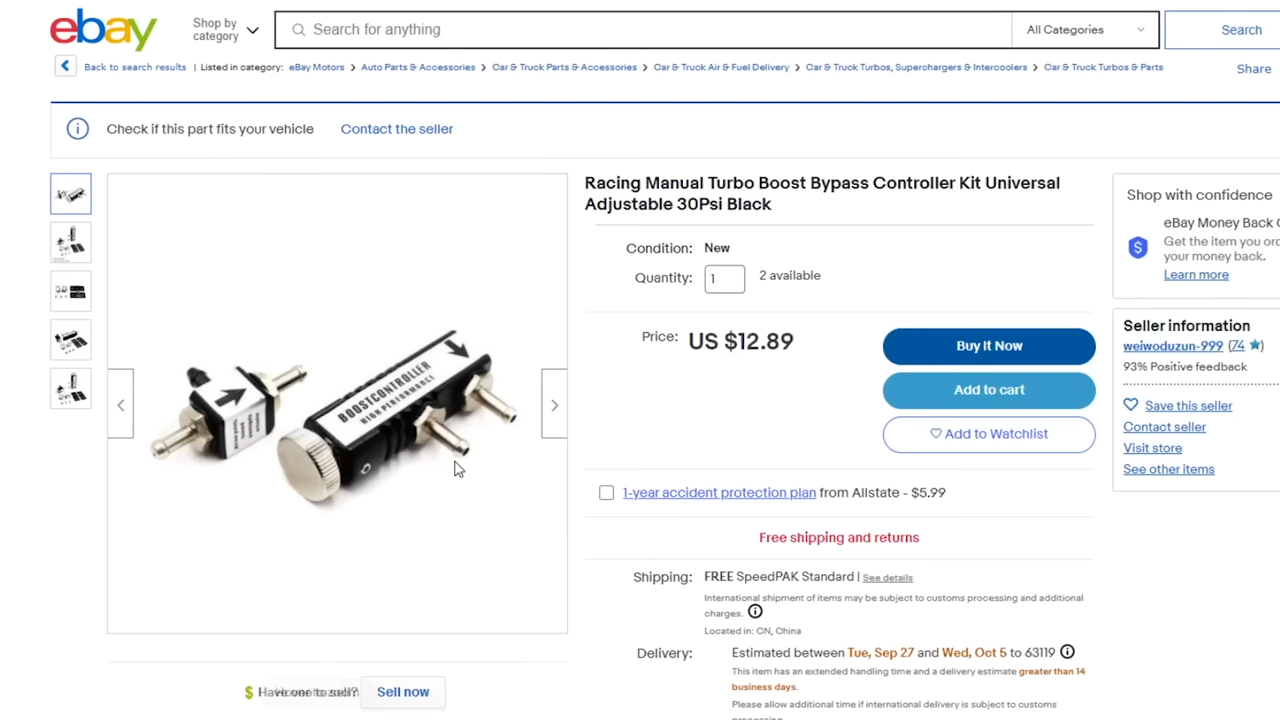 ebay
Shop by
category
Search for anything
All Categories
Search
Back to search results | Listed in category: eBay Motors > Auto Parts & Accessories > Car & Truck Parts & Accessories > Car & Truck Air & Fuel Delivery > Car & Truck Turbos, Superchargers & Intercoolers > Car & Truck Turbos & Parts
Share
Check if this part fits your vehicle Contact the seller
Racing Manual Turbo Boost Bypass Controller Kit Universal
Adjustable 30Psi Black
Condition: New
Quantity: 1 2 available
Price: US $12.89
Buy It Now
Add to cart
Add to Watchlist
1-year accident protection plan from Allstate - $5.99
Free shipping and returns
Shipping: FREE SpeedPAK Standard | See details
International shipment of items may be subject to customs processing and additional
charges.
Located in: CN, China
Delivery: Estimated between Tue, Sep 27 and Wed, Oct 5 to 63119
This item has an extended handling time and a delivery estimate greater than 14
business days.
Please allow additional time if international delivery is subject to customs
Shop with confidence
eBay Money Back
Get the item you
your money back.
Learn more
Seller information
weiwoduzun-999 (74)
93% Positive feedback
Save this seller
Contact seller
Visit store
See other items
BOOSTCONTROLLER
HIGH PERFORMANCE
Sell now